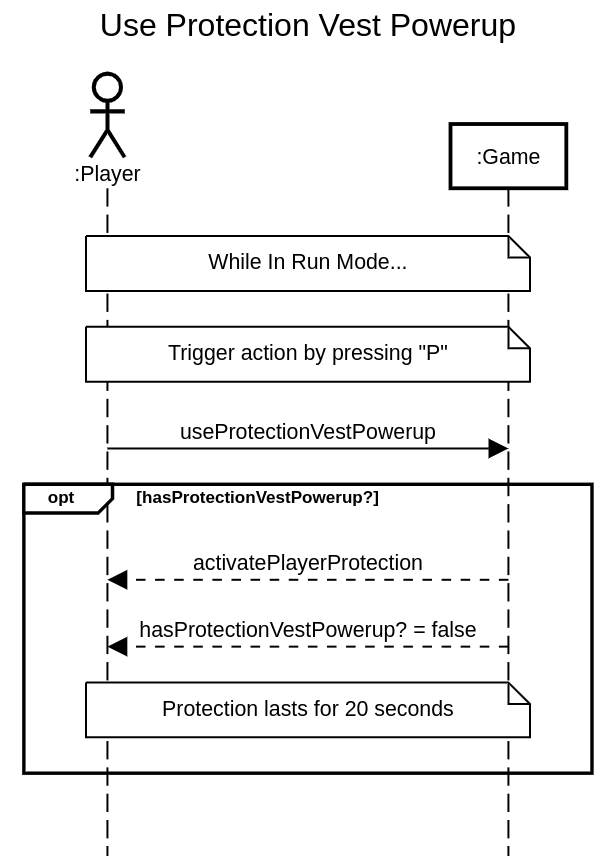 Use Protection Vest Powerup
:Player
:Game
While In Run Mode...
Trigger action by pressing "P"
useProtectionVestPowerup
opt
[hasProtectionVestPowerup?]
activatePlayerProtection
hasProtectionVestPowerup? = false
Protection lasts for 20 seconds